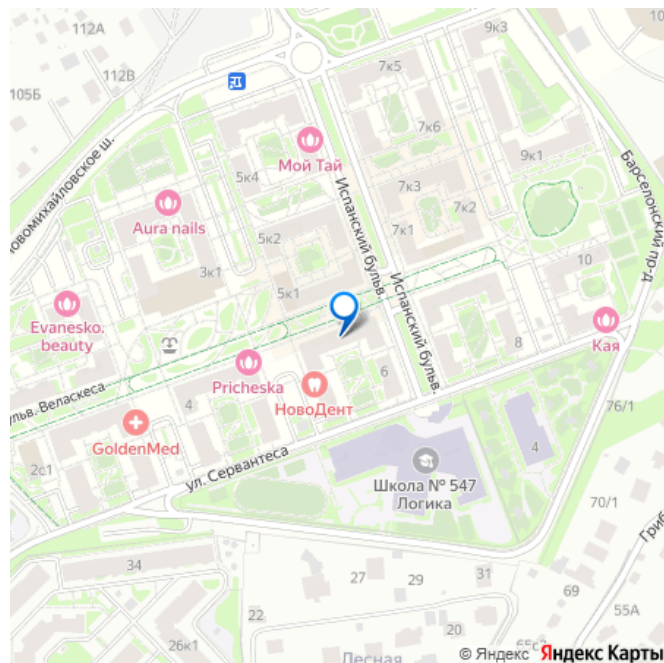 112А
9к3
7к5
112В
105Б
7к6
5к4
Мой Тай
9к1
новомихайловское ш.
Испанский бульв.
Барселонский пр-д
7к3
Aura nails
7к2
7к1
5к2
3к1
10
5к1
Испанский бульв.
Evanesko.
beauty
Кая
8
Pricheska
6
ульв. Веласкеса
НовоДент
4
76/1
GoldenMed
4
2с1
ул. Сервантеса
Школа № 547
Логика
70/1
34
27
29
31
69
22
55А
20
26к1
Лесная
© Яндекс Яндекс Карты